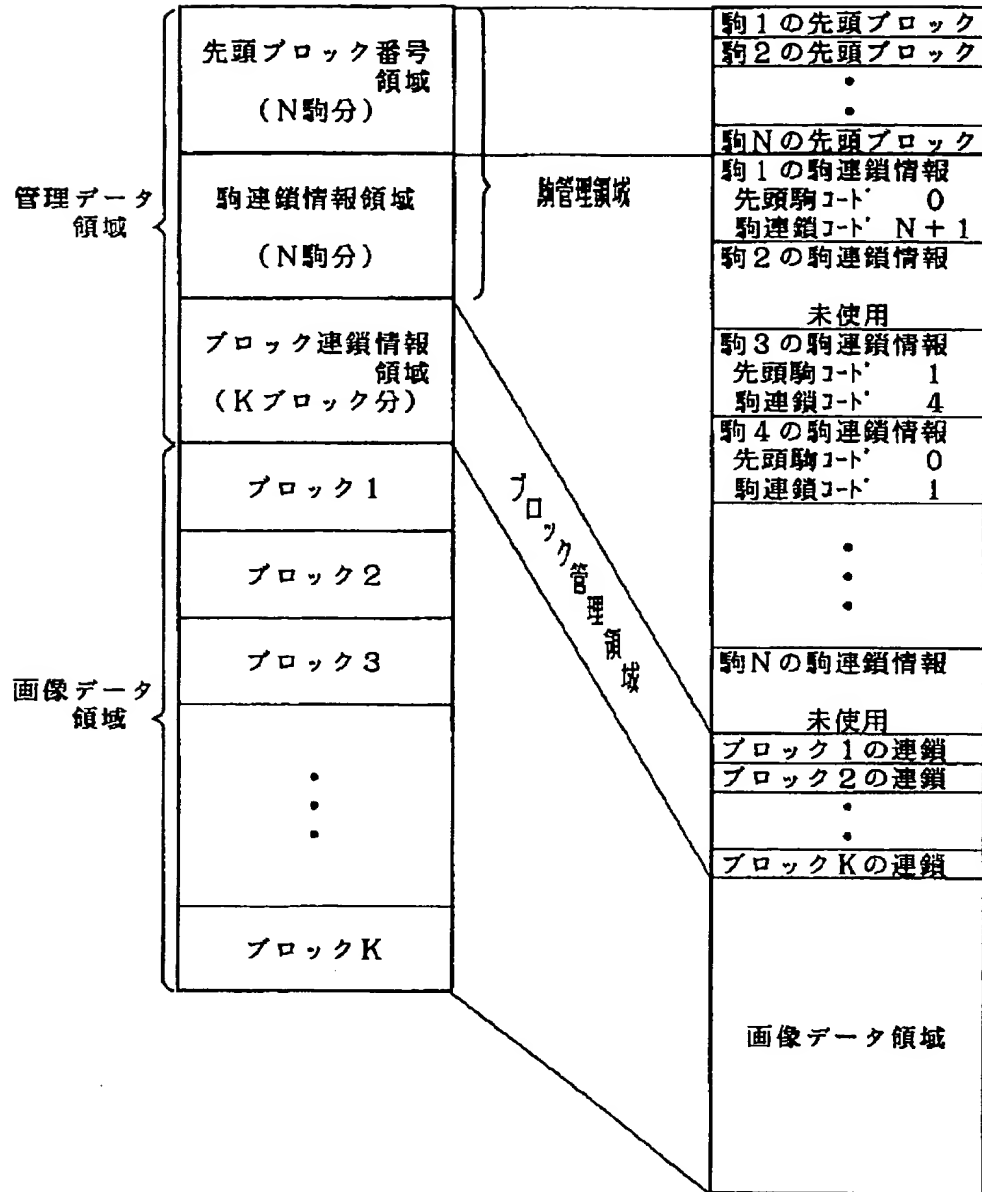 管理データ
領域
画像データ
領域
先頭ブロック番号
領域
(N駒分)
駒連鎖情報領域
(N駒分)
ブロック連鎖情報
領域
(Kブロック分)
ブロック1
ブロック2
ブロック3
ブロックK
駒管理領域
ブロック管理領域
駒1の先頭ブロック
駒2の先頭ブロック
駒Nの先頭ブロック
駒1の駒連鎖情報
先頭駒コード 0
駒連鎖コード N+1
駒2の駒連鎖情報
未使用
駒3の駒連鎖情報
先頭駒コード 1
駒連鎖コード 4
駒4の駒連鎖情報
先頭駒コード 0
駒連鎖コード 1
駒Nの駒連鎖情報
未使用
ブロック1の連鎖
ブロック2の連鎖
ブロックKの連鎖
画像データ領域